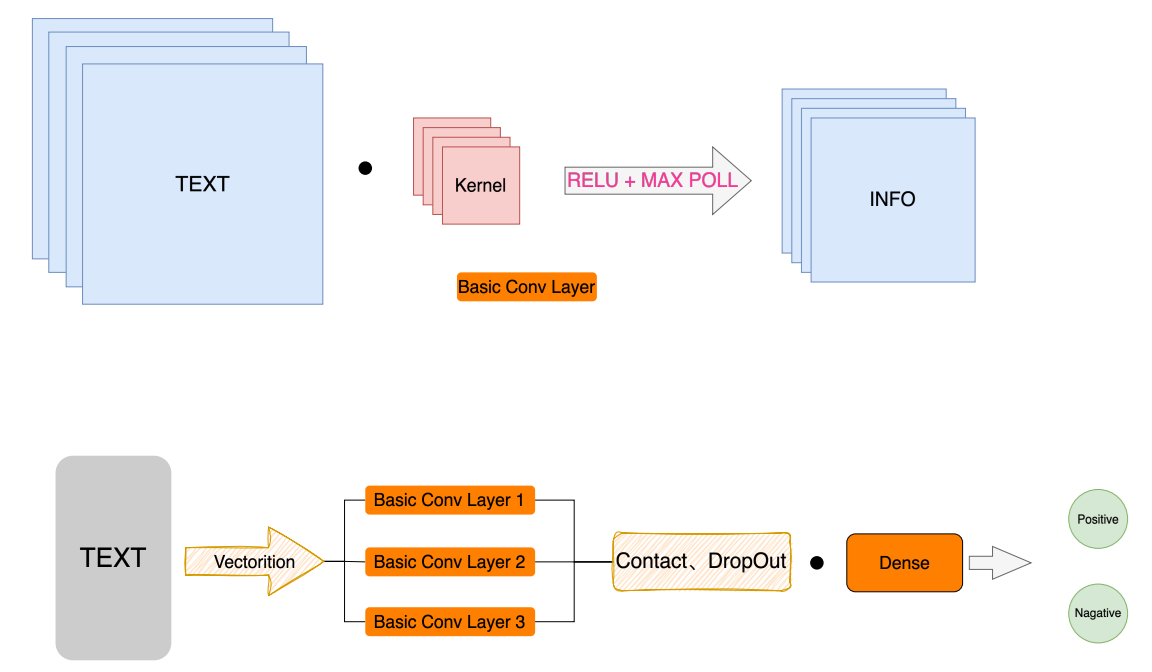 TEXT
Kernel
RELU + MAX POLL
INFO
Basic Conv Layer
TEXT
Vectorition
Basic Conv Layer 1
Basic Conv Layer 2
Basic Conv Layer 3
Contact、DropOut
Dense
Positive
Nagative